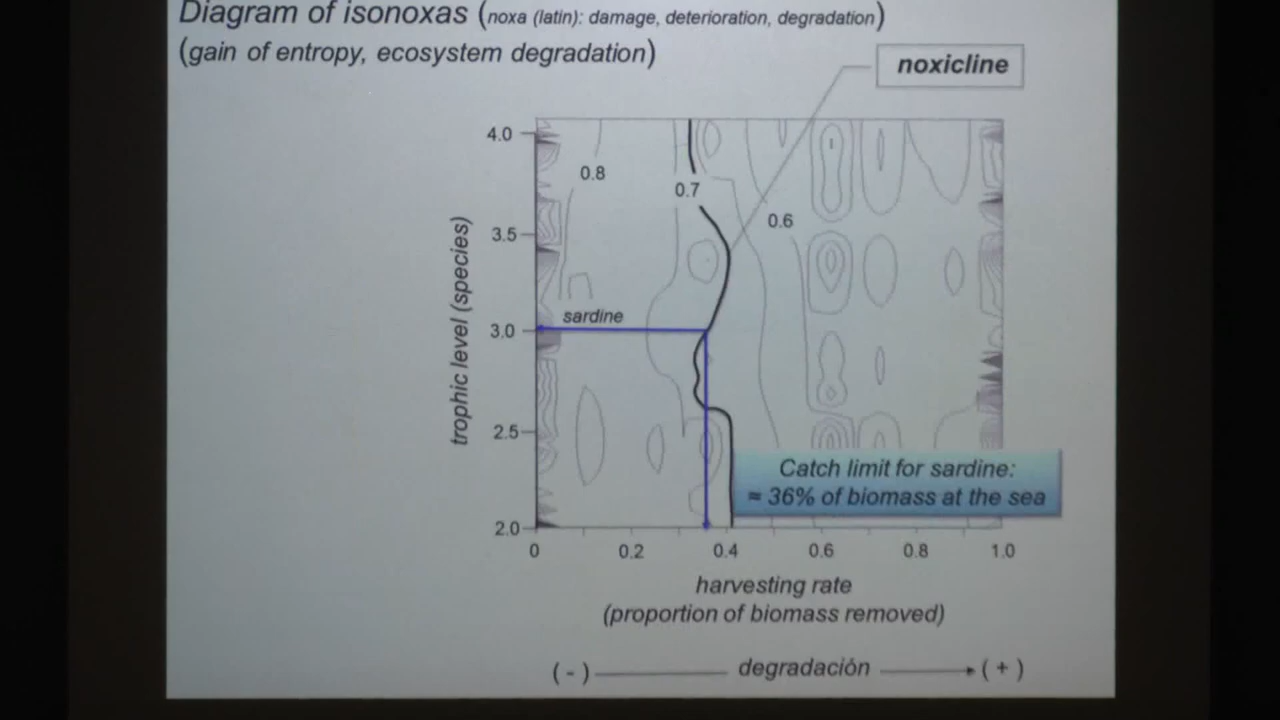 Diagram of isonoxas (noxa (latin): damage, deterioration, degradation)
(gain of entropy, ecosystem degradation)
noxicline
4.0
0.8
0.7
0.6
3.5
sardine
3.0
trophic level (species)
2.5
Catch limit for sardine:
≈ 36% of biomass at the sea
2.0
0 0.2 0.4 0.6 0.8 1.0
harvesting rate
(proportion of biomass removed)
(-) degradación (+)